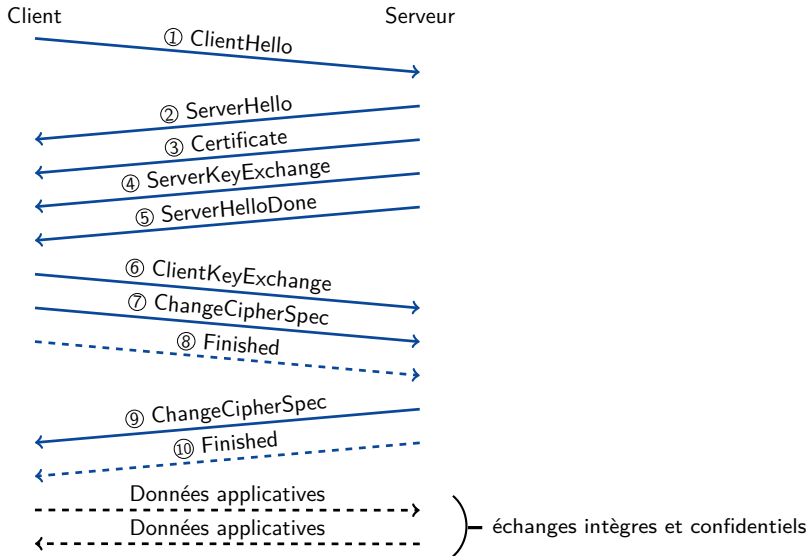 Client
Serveur
① ClientHello
② ServerHello
③ Certificate
④ ServerKeyExchange
⑤ ServerHelloDone
⑥ ClientKeyExchange
⑦ ChangeCipherSpec
⑧ Finished
⑨ ChangeCipherSpec
⑩ Finished
Données applicatives
Données applicatives
échanges intègres et confidentiels